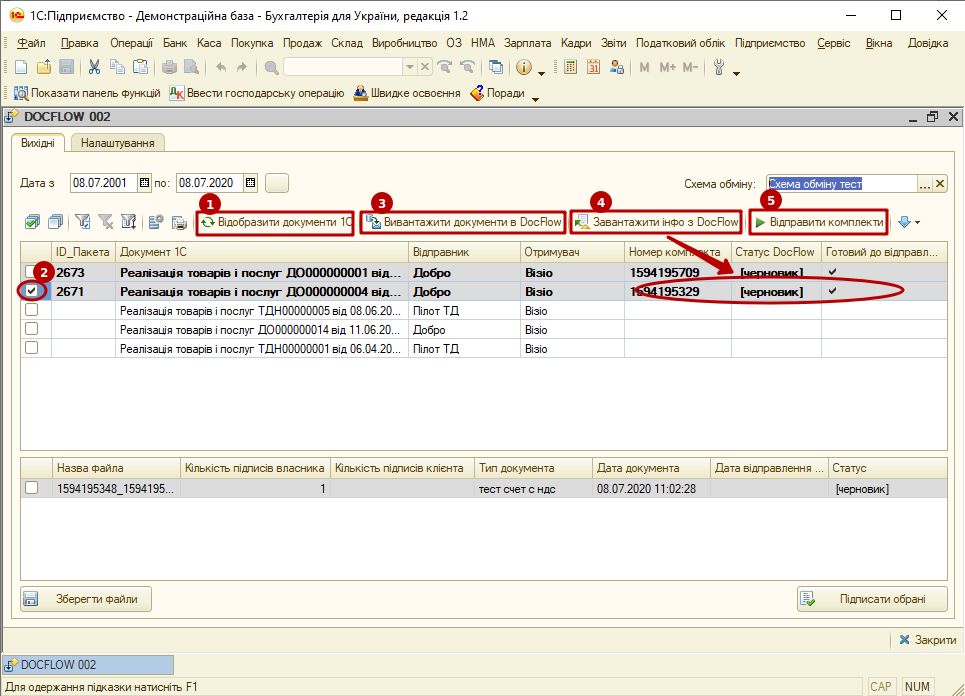 1С:Підприємство - Демонстраційна база - Бухгалтерія для України, редакція 1.2
Файл Правка Операції Банк Каса Покупка Продаж Склад Виробництво ОЗ НМА Зарплата Кадри Звіти Податковий облік Підприємство Сервіс Вікна Довідка
31 M M+ M-
Показати панель функцій Дт Кт Ввести господарську операцію Швидке освоєння Поради
DOCFLOW 002
Вихідні Налаштування
Дата з 08.07.2001 по: 08.07.2020 Схема обміну: Схема обміну тест ...
1 3 4 5
Відобразити документи 1С Вивантажити документи в DocFlow Завантажити інфо з DocFlow Відправити комплекти
ID_Пакета Документ 1С Відправник Отримувач Номер комплекта Статус DocFlow Готовий до відправл...
2 2673 Реалізація товарів і послуг ДО000000001 від... Добро Візіо 1594195709 [черновик]
2671 Реалізація товарів і послуг ДО000000004 від... Добро Візіо 1594195329 [черновик]
Реалізація товарів і послуг ТДН00000005 від 08.06.20... Пілот ТД Візіо
Реалізація товарів і послуг ДО000000014 від 11.06.20... Добро Візіо
Реалізація товарів і послуг ТДН00000001 від 06.04.20... Пілот ТД Візіо
Назва файла Кількість підписів власника Кількість підписів клієнта Тип документа Дата документа Дата відправлення ... Статус
1594195348_1594195... 1 тест счет с ндс 08.07.2020 11:02:28 [черновик]
Зберегти файли Підписати обрані
Закрити
DOCFLOW 002
Для одержання підказки натисніть F1 CAP NUM